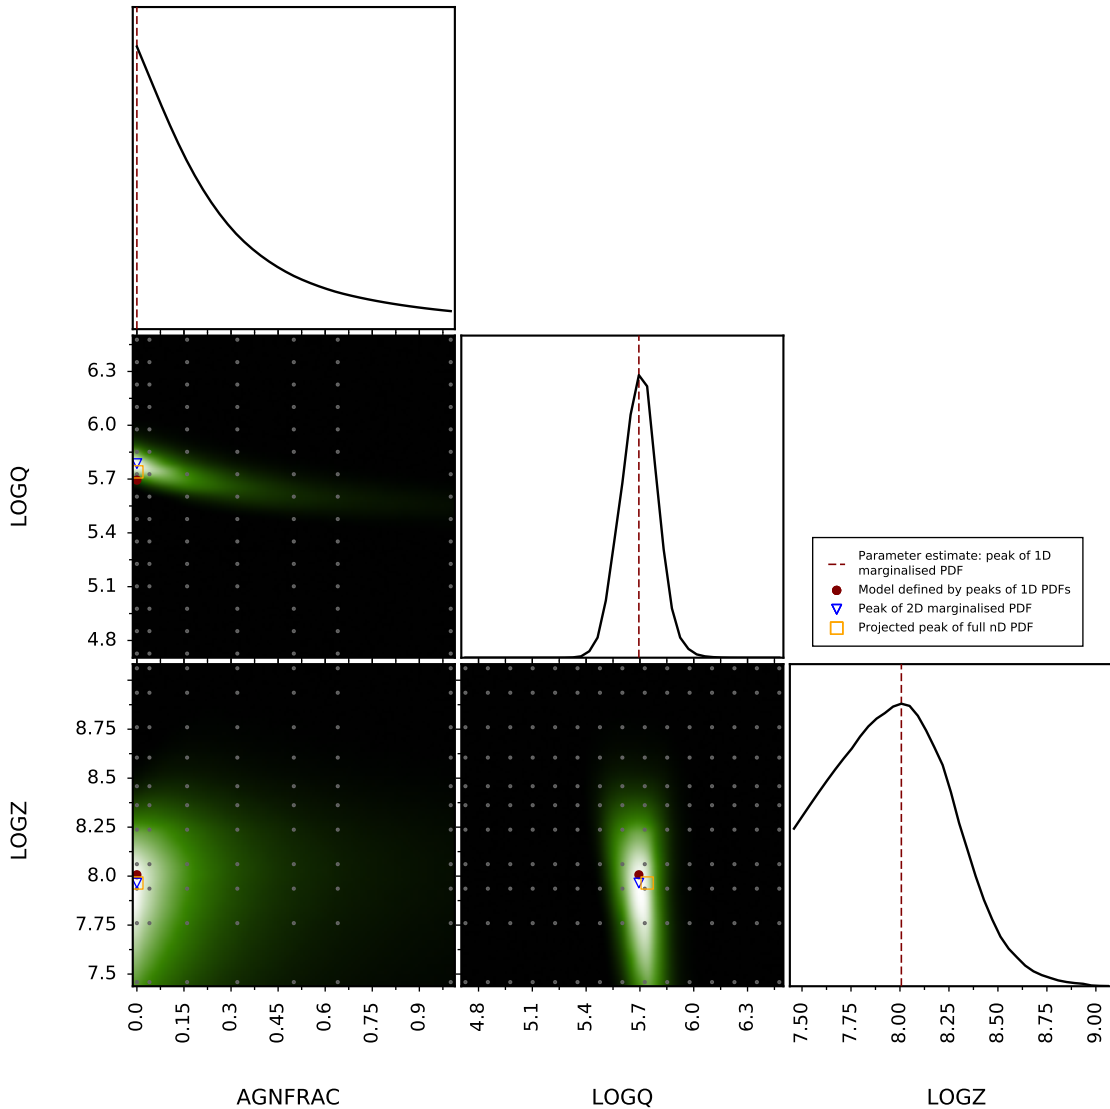 6.3
6.0
5.7
5.4
5.1
4.8
LOGQ
Parameter estimate: peak of 1D
marginalised PDF
Model defined by peaks of 1D PDFs
Peak of 2D marginalised PDF
Projected peak of full nD PDF
8.75
8.5
8.25
8.0
7.75
7.5
LOGZ
0.0 0.15 0.3 0.45 0.6 0.75 0.9
4.8 5.1 5.4 5.7 6.0 6.3
7.50 7.75 8.00 8.25 8.50 8.75 9.00
AGNFRAC
LOGQ
LOGZ